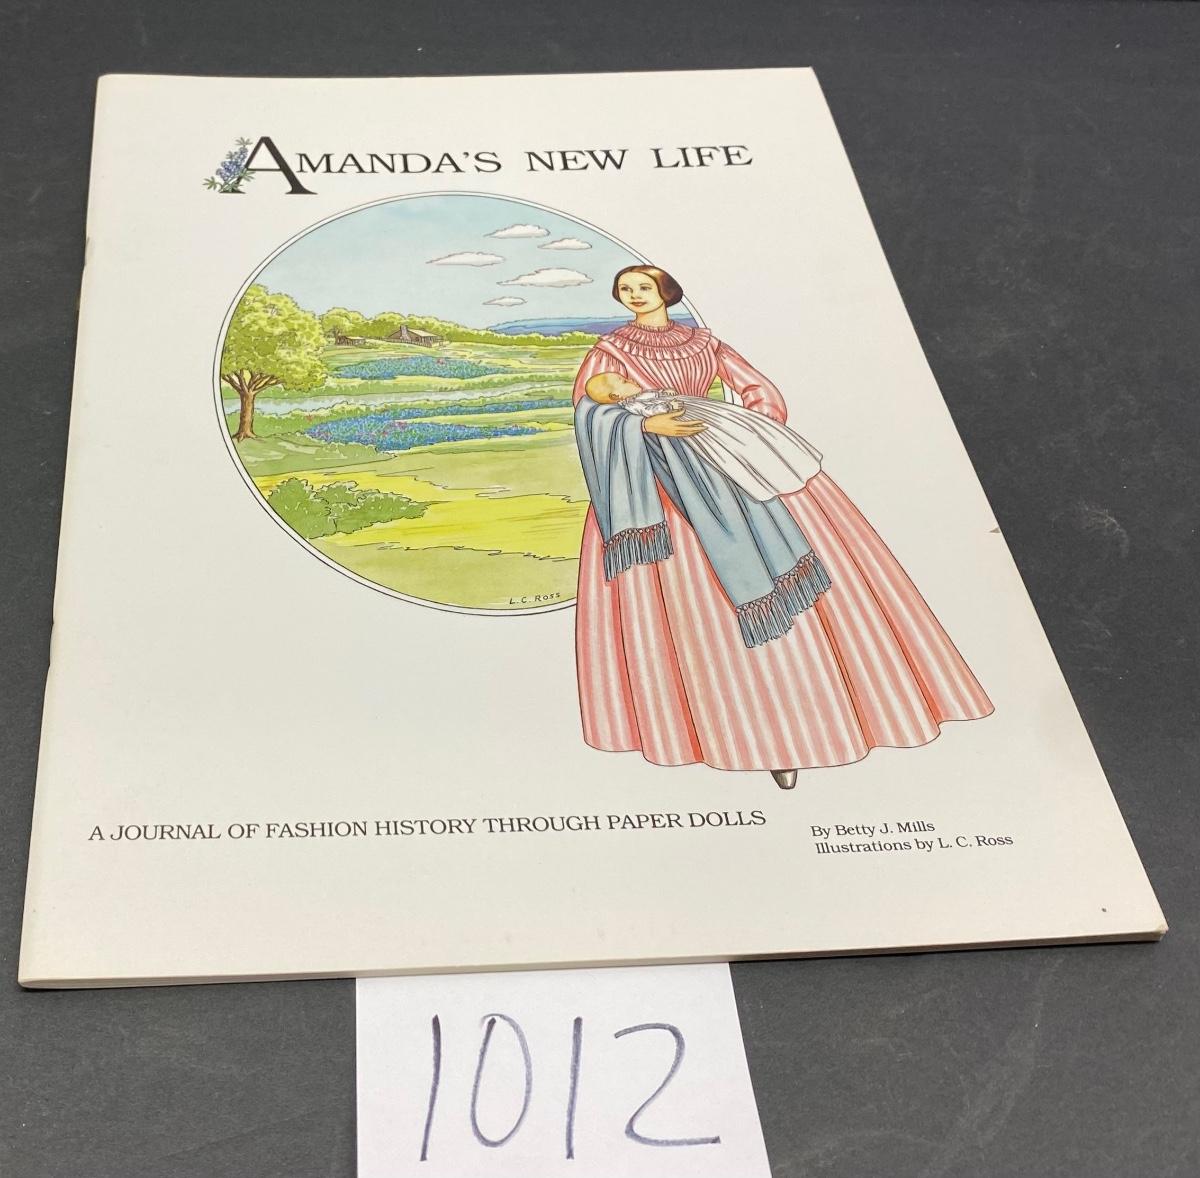 AMANDA'S NEW LIFE
L. C. Ross
A JOURNAL OF FASHION HISTORY THROUGH PAPER DOLLS
By Betty J. Mills
Illustrations by L. C. Ross
1012